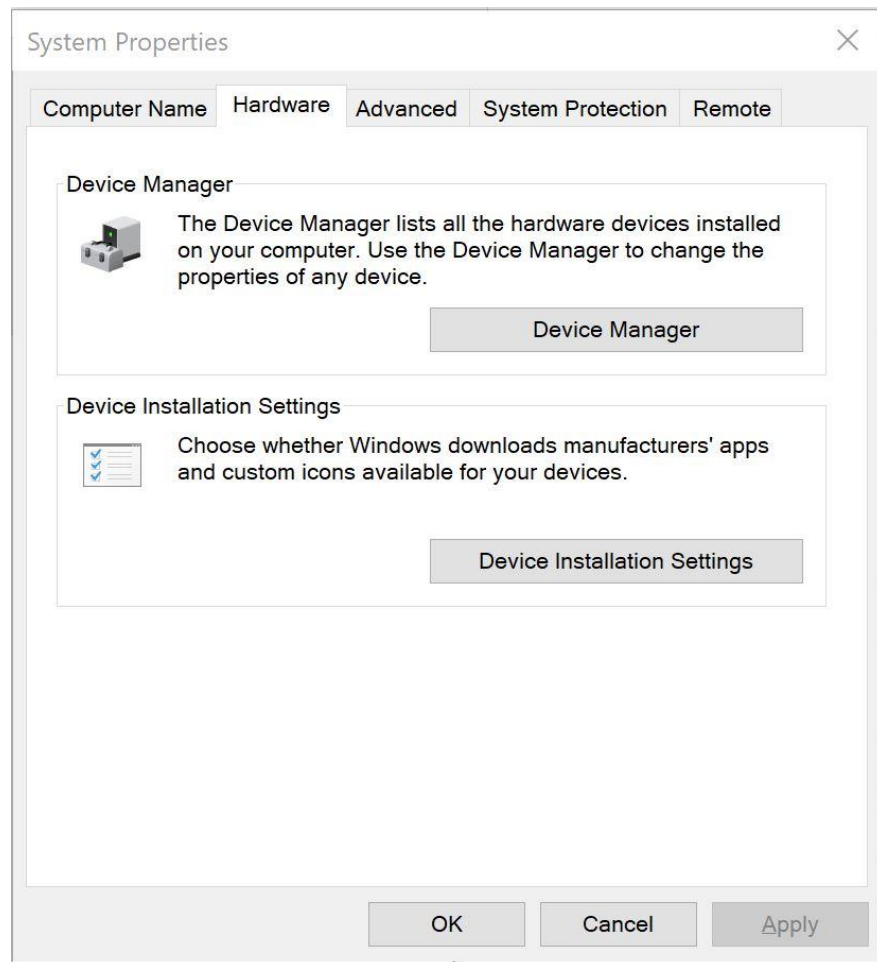 System Properties
Computer Name
Hardware
Advanced
System Protection
Remote
Device Manager
The Device Manager lists all the hardware devices installed
on your computer. Use the Device Manager to change the
properties of any device.
Device Manager
Device Installation Settings
Choose whether Windows downloads manufacturers' apps
and custom icons available for your devices.
Device Installation Settings
OK
Cancel
Apply